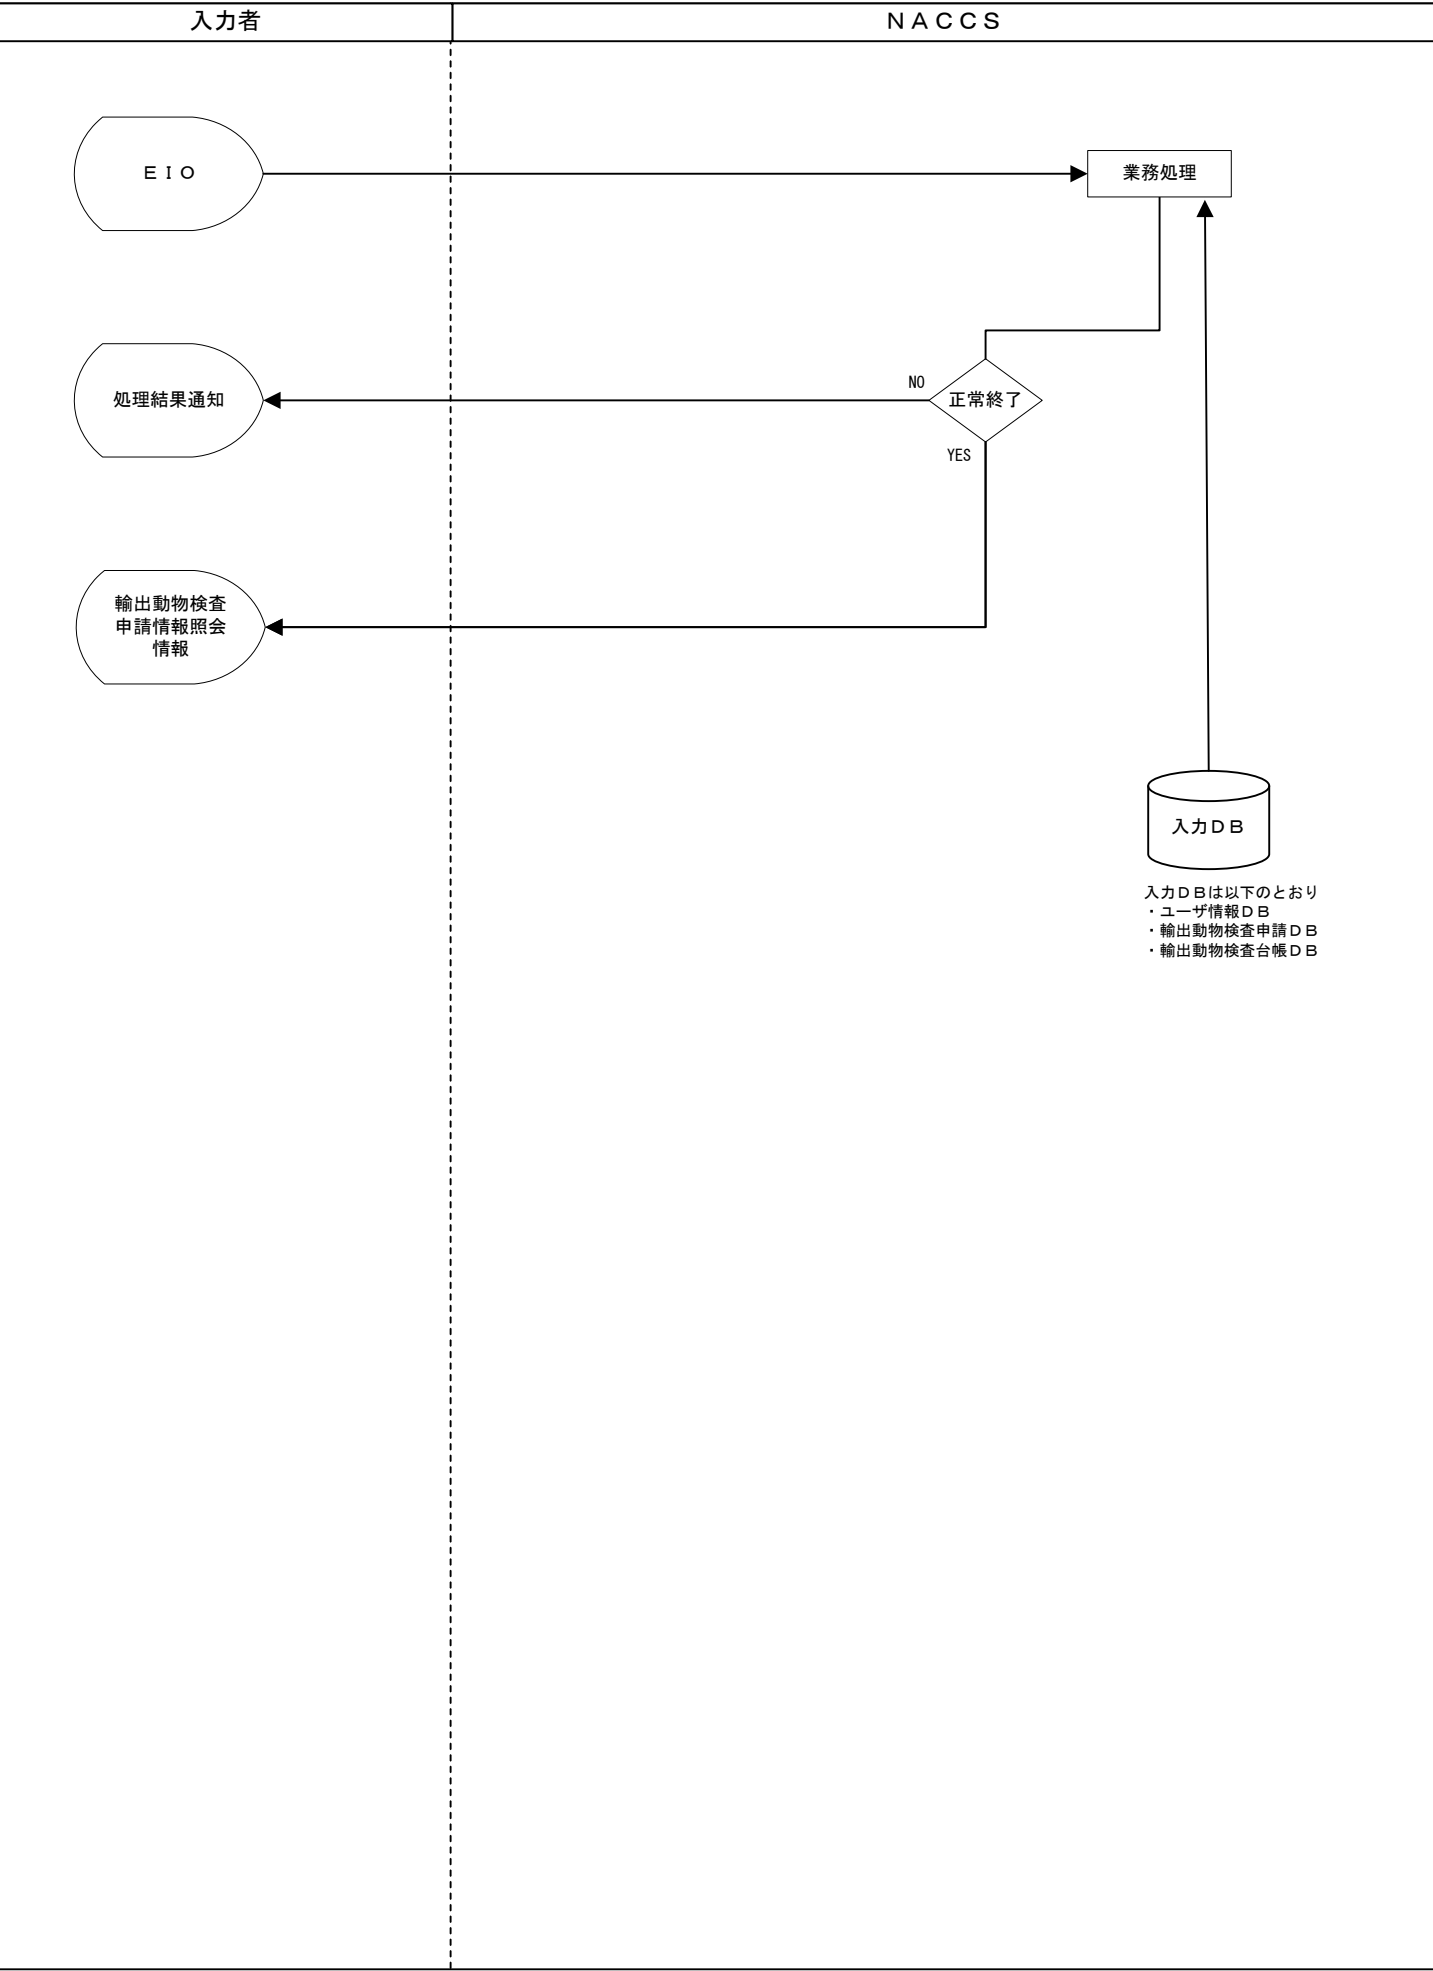 入力者
ＮＡＣＣＳ
ＥＩＯ
業務処理
処理結果通知
NO
正常終了
YES
輸出動物検査
申請情報照会
情報
入力ＤＢ
入力ＤＢは以下のとおり
・ユーザ情報ＤＢ
・輸出動物検査申請ＤＢ
・輸出動物検査台帳ＤＢ